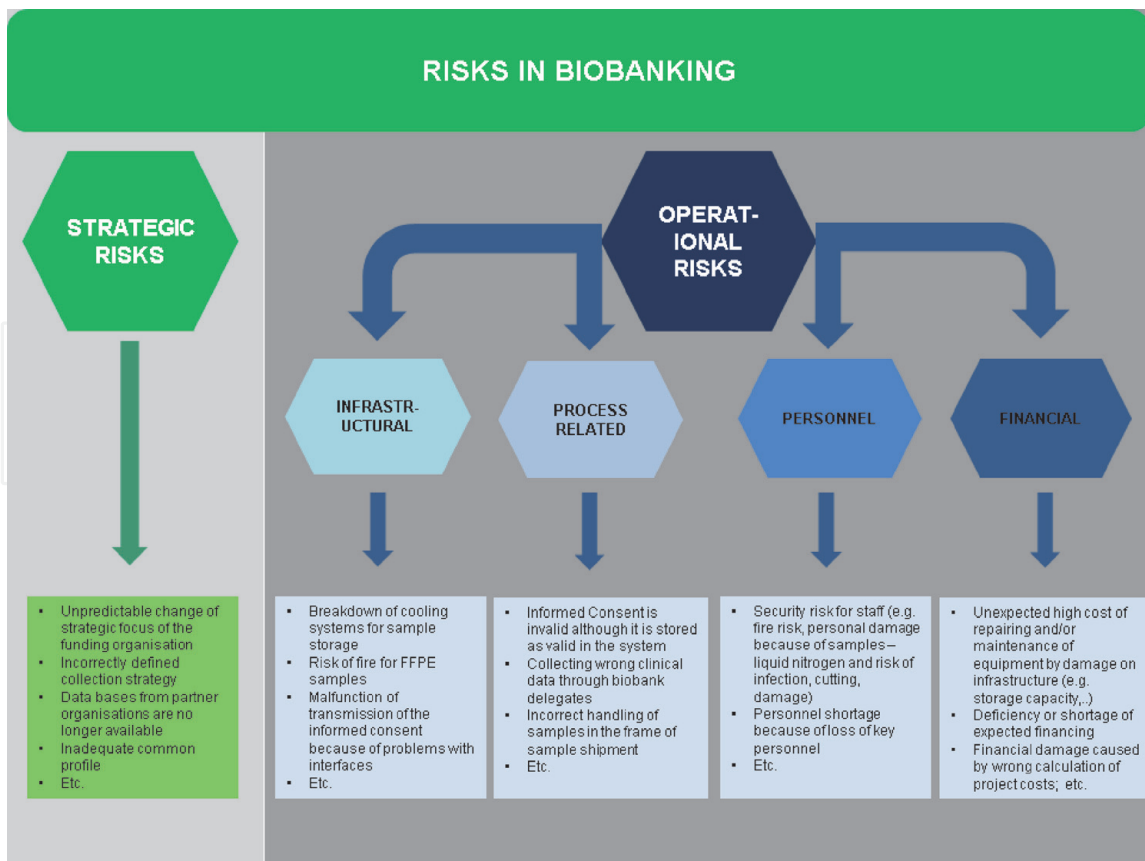 RISKS IN BIOBANKING
STRATEGIC
RISKS
OPERAT-
IONAL
RISKS
INFRASTR-
UCTURAL
PROCESS
RELATED
PERSONNEL
FINANCIAL
▪ Unpredictable change of
strategic focus of the
funding organisation
▪ Incorrectly defined
collection strategy
▪ Data bases from partner
organisations are no
longer available
▪ Inadequate common
profile
▪ Etc.
▪ Breakdown of cooling
systems for sample
storage
▪ Risk of fire for FFPE
samples
▪ Malfunction of
transmission of the
informed consent
because of problems with
interfaces
▪ Etc.
▪ Informed Consent is
invalid although it is stored
as valid in the system
▪ Collecting wrong clinical
data through biobank
delegates
▪ Incorrect handling of
samples in the frame of
sample shipment
▪ Etc.
▪ Security risk for staff (e.g.
fire risk, personal damage
because of samples –
liquid nitrogen and risk of
infection, cutting,
damage)
▪ Personnel shortage
because of loss of key
personnel
▪ Etc.
▪ Unexpected high cost of
repairing and/or
maintenance of
equipment by damage on
infrastructure (e.g.
storage capacity,..)
▪ Deficiency or shortage of
expected financing
▪ Financial damage caused
by wrong calculation of
project costs; etc.